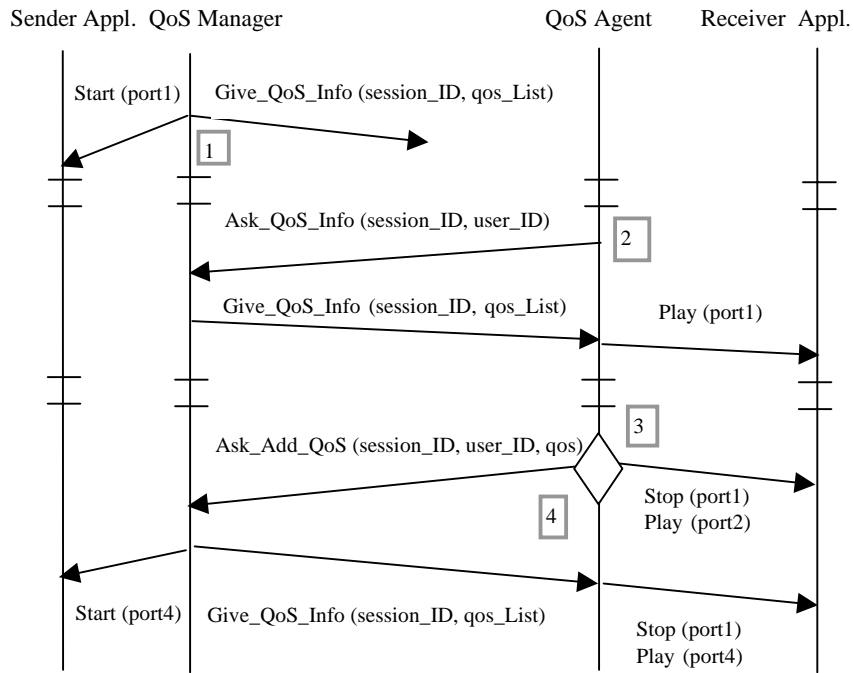 Sender Appl. QoS Manager QoS Agent Receiver Appl.
Start (port1) Give_QoS_Info (session_ID, qos_List)
1
Ask_QoS_Info (session_ID, user_ID)
2
Give_QoS_Info (session_ID, qos_List)
Play (port1)
3
Ask_Add_QoS (session_ID, user_ID, qos)
Stop (port1)
4
Play (port2)
Start (port4) Give_QoS_Info (session_ID, qos_List)
Stop (port1)
Play (port4)